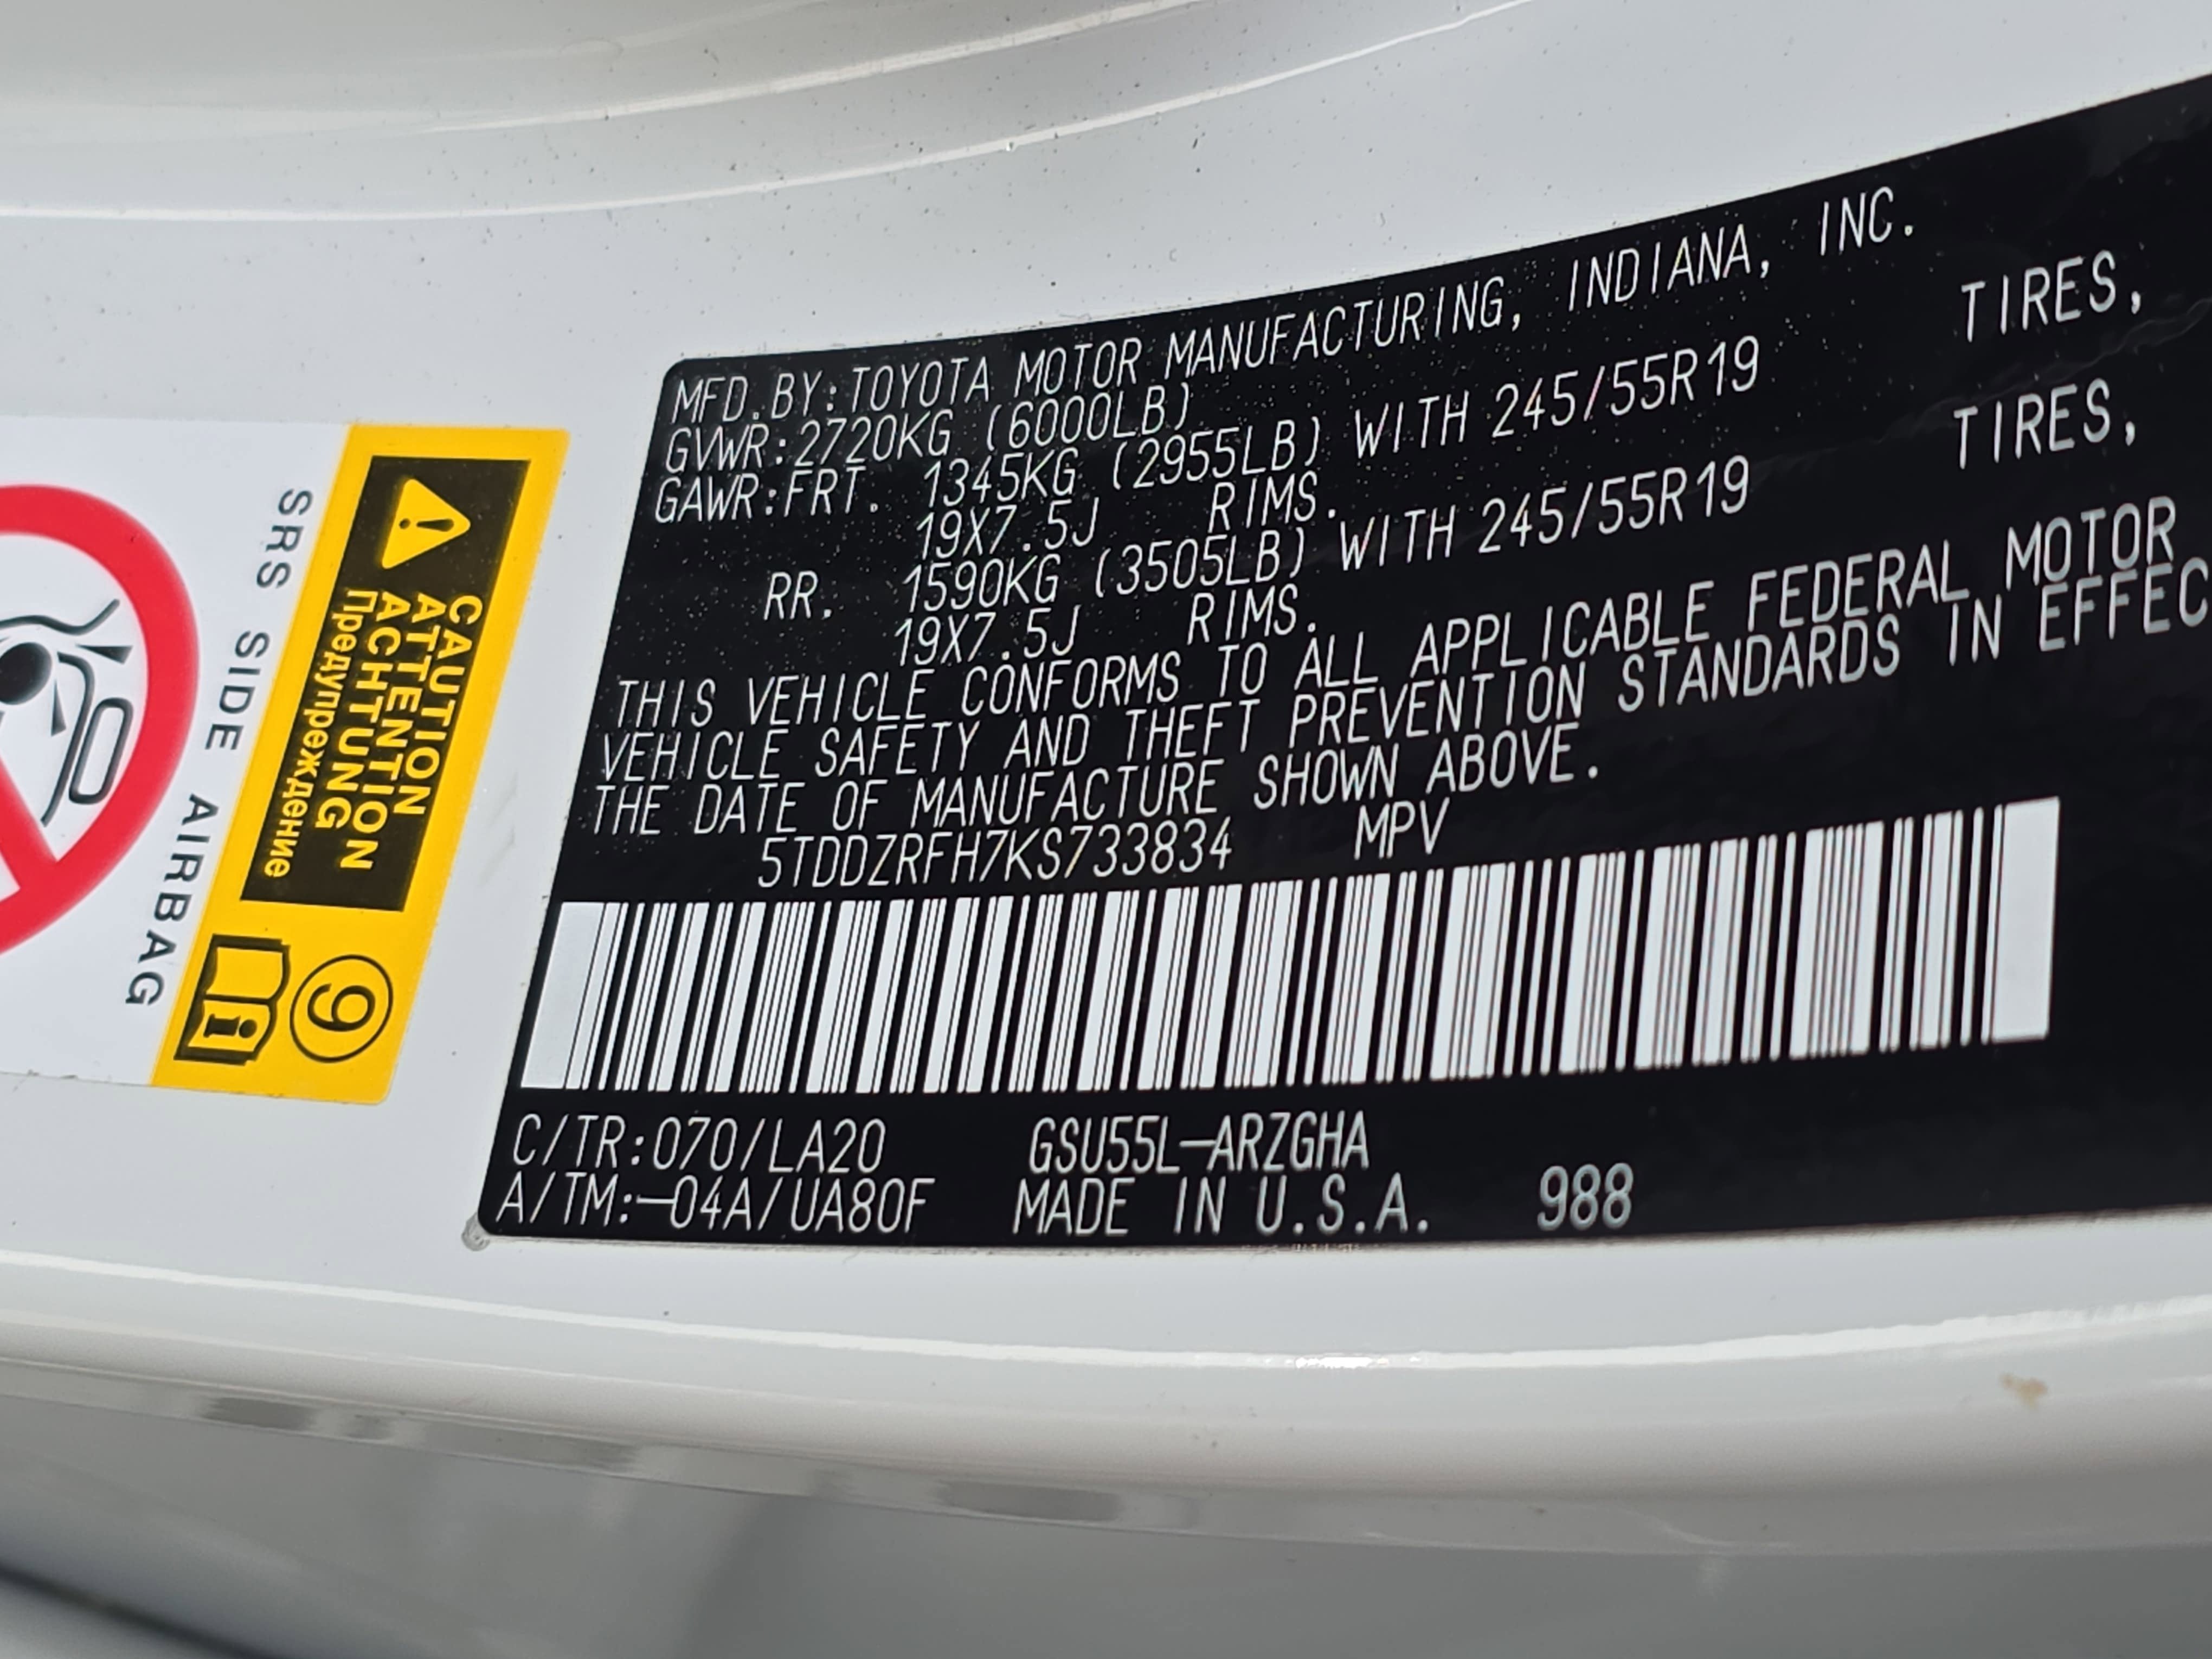 MFD.BY:TOYOTA MOTOR MANUFACTURING, INDIANA, INC.
GVWR:2720KG (6000LB)
GAWR:FRT. 1345KG (2955LB) WITH 245/55R19 TIRES,
19X7.5J RIMS.
RR. 1590KG (3505LB) WITH 245/55R19 TIRES,
19X7.5J RIMS.
THIS VEHICLE CONFORMS TO ALL APPLICABLE FEDERAL MOTOR
VEHICLE SAFETY AND THEFT PREVENTION STANDARDS IN EFFEC
THE DATE OF MANUFACTURE SHOWN ABOVE.
5TDDZRFH7KS733834 MPV
C/TR:070/LA20 GSU55L-ARZGHA
A/TM:-04A/UA80F MADE IN U.S.A. 988
CAUTION
ATTENTION
ACHTUNG
Предупреждение
9
SRS SIDE AIRBAG